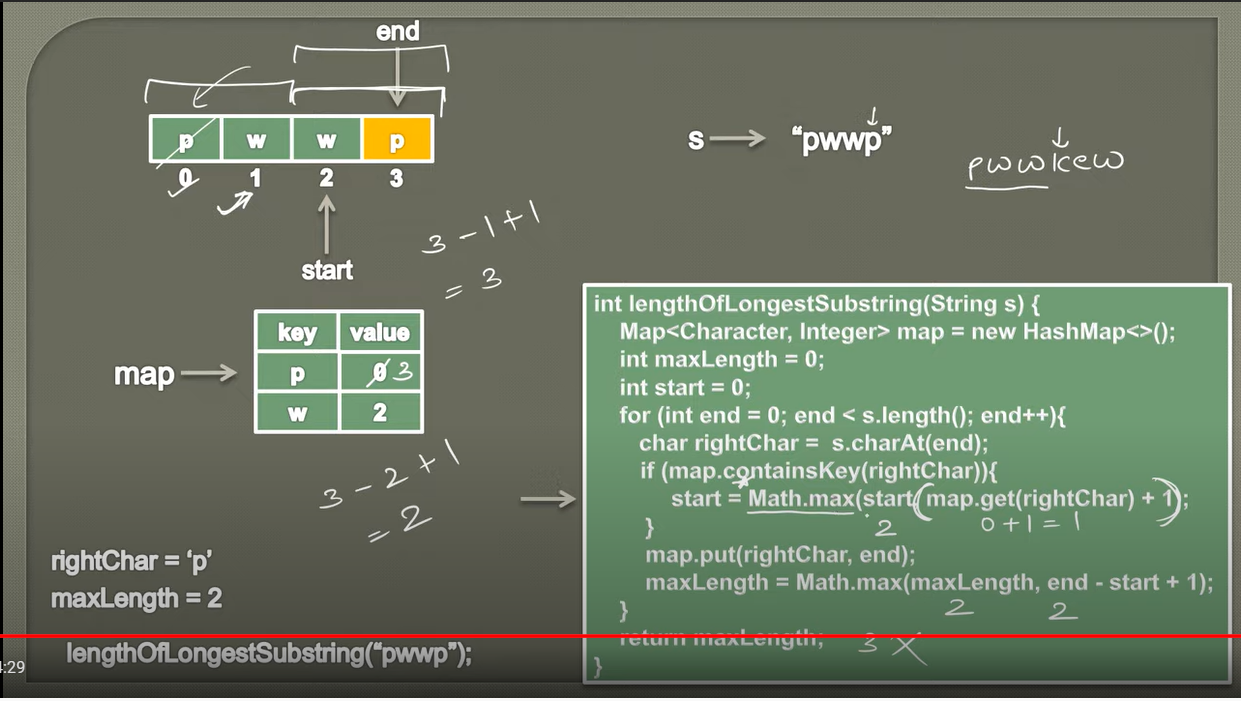 end
p w w p
0 1 2 3
start
s
"pwwp"
pwwkew
3 - 1 + 1
= 3
map
key value
p 0 3
w 2
3 - 2 + 1
= 2
rightChar = 'p'
maxLength = 2
lengthOfLongestSubstring("pwwp");
4:29
int lengthOfLongestSubstring(String s) {
Map<Character, Integer> map = new HashMap<>();
int maxLength = 0;
int start = 0;
for (int end = 0; end < s.length(); end++){
char rightChar = s.charAt(end);
if (map.containsKey(rightChar)){
start = Math.max(start, map.get(rightChar) + 1);
2 0 + 1 = 1
}
map.put(rightChar, end);
maxLength = Math.max(maxLength, end - start + 1);
2 2
}
return maxLength;
3 X
}